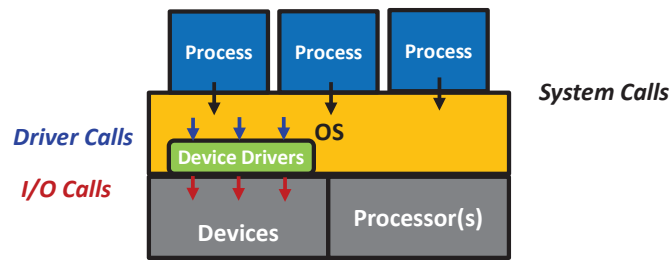 Process
Process
Process
System Calls
Driver Calls
OS
Device Drivers
I/O Calls
Devices
Processor(s)